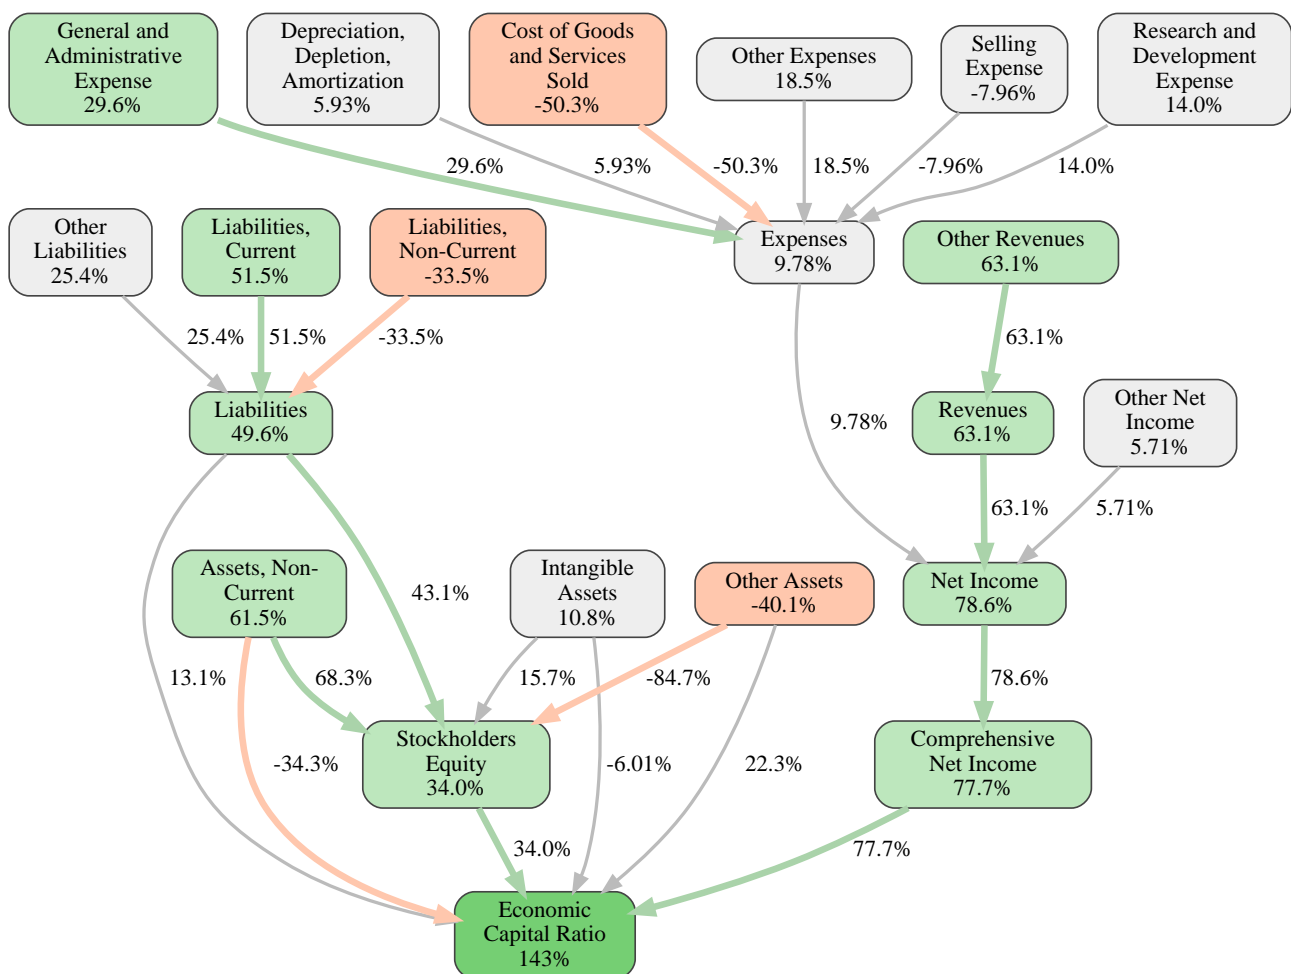 General and
Administrative
Expense
29.6%
Depreciation,
Depletion,
Amortization
5.93%
Cost of Goods
and Services
Sold
-50.3%
Other Expenses
18.5%
Selling
Expense
-7.96%
Research and
Development
Expense
14.0%
29.6%
5.93%
-50.3%
18.5%
-7.96%
14.0%
Other
Liabilities
25.4%
Liabilities,
Current
51.5%
Liabilities,
Non-Current
-33.5%
Expenses
9.78%
Other Revenues
63.1%
25.4%
51.5%
-33.5%
63.1%
Liabilities
49.6%
9.78%
Revenues
63.1%
Other Net
Income
5.71%
63.1%
5.71%
Assets, Non-
Current
61.5%
43.1%
Intangible
Assets
10.8%
Other Assets
-40.1%
Net Income
78.6%
13.1%
68.3%
15.7%
-84.7%
78.6%
-34.3%
Stockholders
Equity
34.0%
-6.01%
22.3%
Comprehensive
Net Income
77.7%
34.0%
77.7%
Economic
Capital Ratio
143%